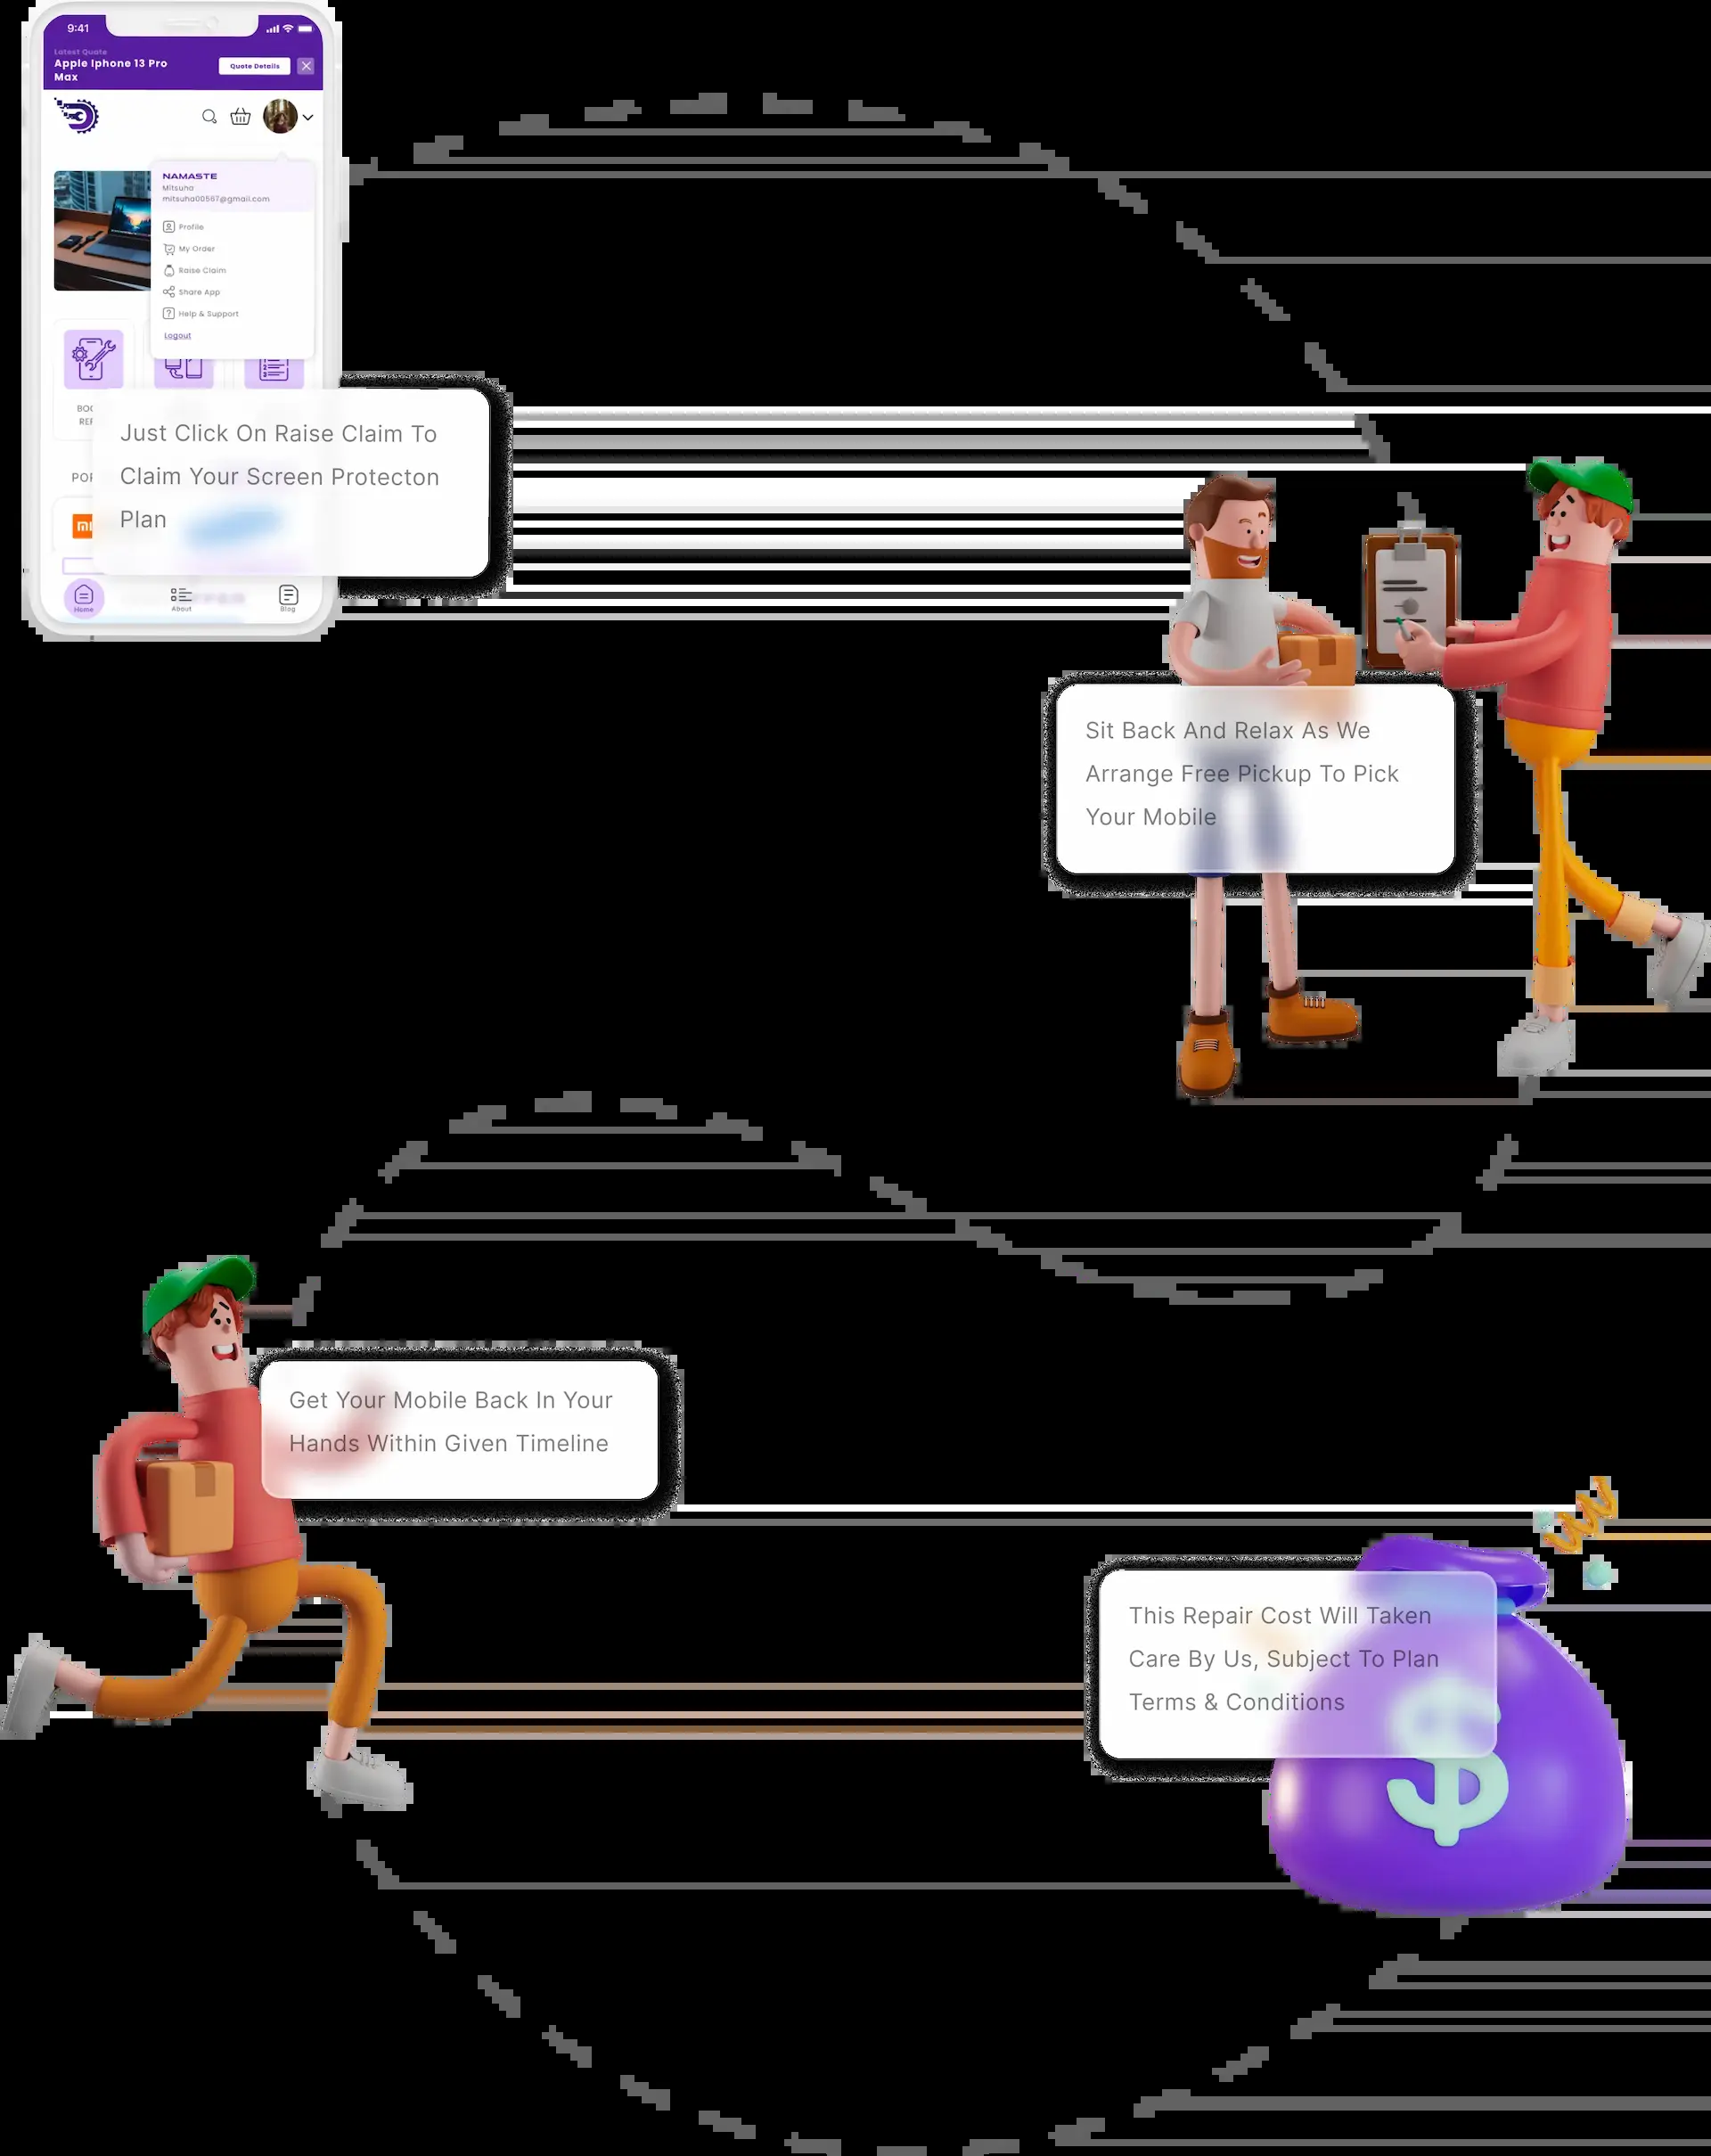 9:41
Latest Quote
Apple Iphone 13 Pro
Max
Quote Details
NAMASTE
Mitsuha
mitsuha00567@gmail.com
Profile
My Order
Raise Claim
Share App
Help & Support
Logout
BOO
REP
POP
mi
Just Click On Raise Claim To
Claim Your Screen Protecton
Plan
Home
About
Blog
Sit Back And Relax As We
Arrange Free Pickup To Pick
Your Mobile
Get Your Mobile Back In Your
Hands Within Given Timeline
This Repair Cost Will Taken
Care By Us, Subject To Plan
Terms & Conditions
$